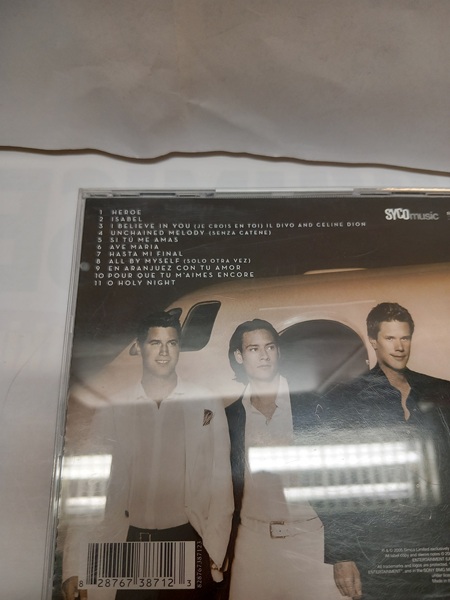 1 HEROE
2 ISABEL
3 I BELIEVE IN YOU (JE CROIS EN TOI) IL DIVO AND CELINE DION
4 UNCHAINED MELODY (SENZA CATENE)
5 SI TÚ ME AMAS
6 AVE MARIA
7 HASTA MI FINAL
8 ALL BY MYSELF (SOLO OTRA VEZ)
9 EN ARANJUEZ CON TU AMOR
10 POUR QUE TU M'AIMES ENCORE
11 O HOLY NIGHT
SYCOmusic
8 28767 38712 3
828767387123